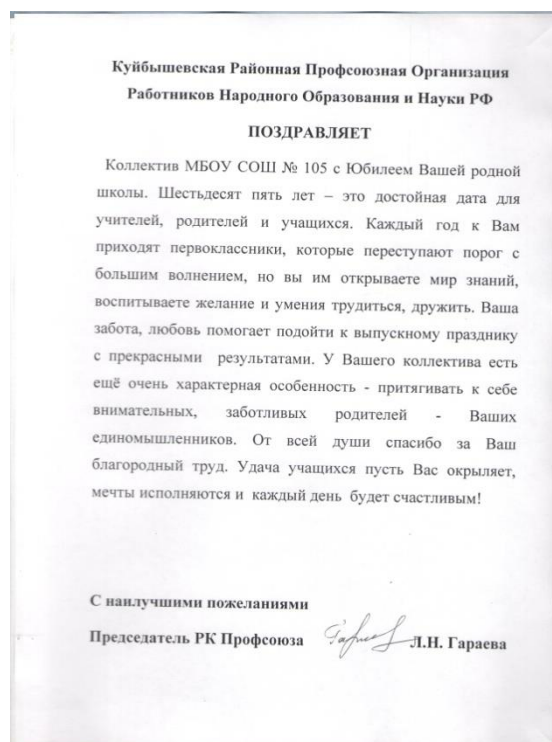 Куйбышевская Районная Профсоюзная Организация
Работников Народного Образования и Науки РФ
ПОЗДРАВЛЯЕТ
Коллектив МБОУ СОШ № 105 с Юбилеем Вашей родной
школы. Шестьдесят пять лет – это достойная дата для
учителей, родителей и учащихся. Каждый год к Вам
приходят первоклассники, которые переступают порог с
большим волнением, но вы им открываете мир знаний,
воспитываете желание и умения трудиться, дружить. Ваша
забота, любовь помогает подойти к выпускному празднику
с прекрасными результатами. У Вашего коллектива есть
ещё очень характерная особенность - притягивать к себе
внимательных, заботливых родителей - Ваших
единомышленников. От всей души спасибо за Ваш
благородный труд. Удача учащихся пусть Вас окрыляет,
мечты исполняются и каждый день будет счастливым!
С наилучшими пожеланиями
Председатель РК Профсоюза Л.Н. Гараева